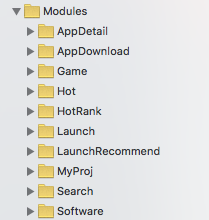 Modules
AppDetail
AppDownload
Game
Hot
HotRank
Launch
LaunchRecommend
MyProj
Search
Software